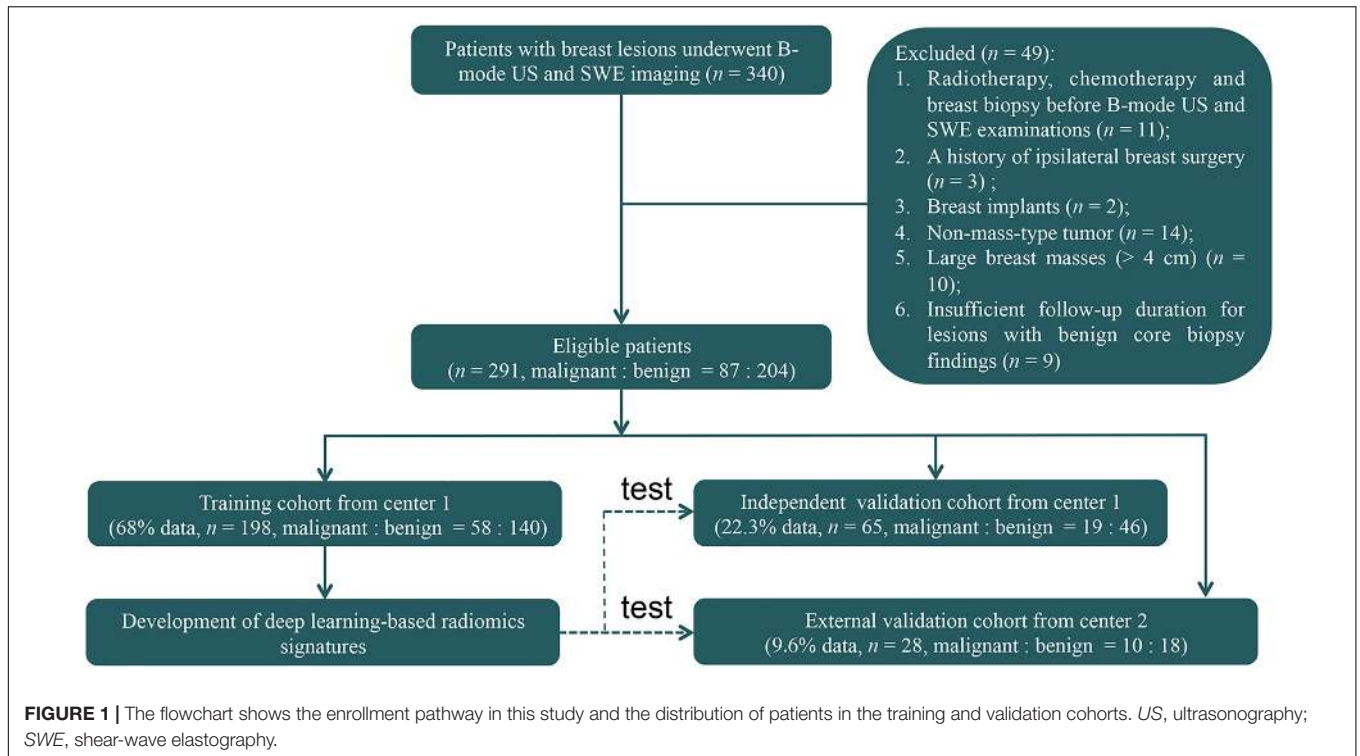 Patients with breast lesions underwent B-
mode US and SWE imaging (n = 340)
Excluded (n = 49):
1. Radiotherapy, chemotherapy and
breast biopsy before B-mode US and
SWE examinations (n = 11);
2. A history of ipsilateral breast surgery
(n = 3) ;
3. Breast implants (n = 2);
4. Non-mass-type tumor (n = 14);
5. Large breast masses (> 4 cm) (n =
10);
6. Insufficient follow-up duration for
lesions with benign core biopsy
findings (n = 9)
Eligible patients
(n = 291, malignant : benign = 87 : 204)
Training cohort from center 1
(68% data, n = 198, malignant : benign = 58 : 140)
test
Independent validation cohort from center 1
(22.3% data, n = 65, malignant : benign = 19 : 46)
Development of deep learning-based radiomics
signatures
test
External validation cohort from center 2
(9.6% data, n = 28, malignant : benign = 10 : 18)
FIGURE 1 | The flowchart shows the enrollment pathway in this study and the distribution of patients in the training and validation cohorts. US, ultrasonography;
SWE, shear-wave elastography.